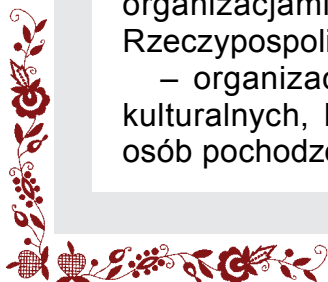 organizacjami
Rzeczypospoli
– organizac
kulturalnych,
osób pochodze